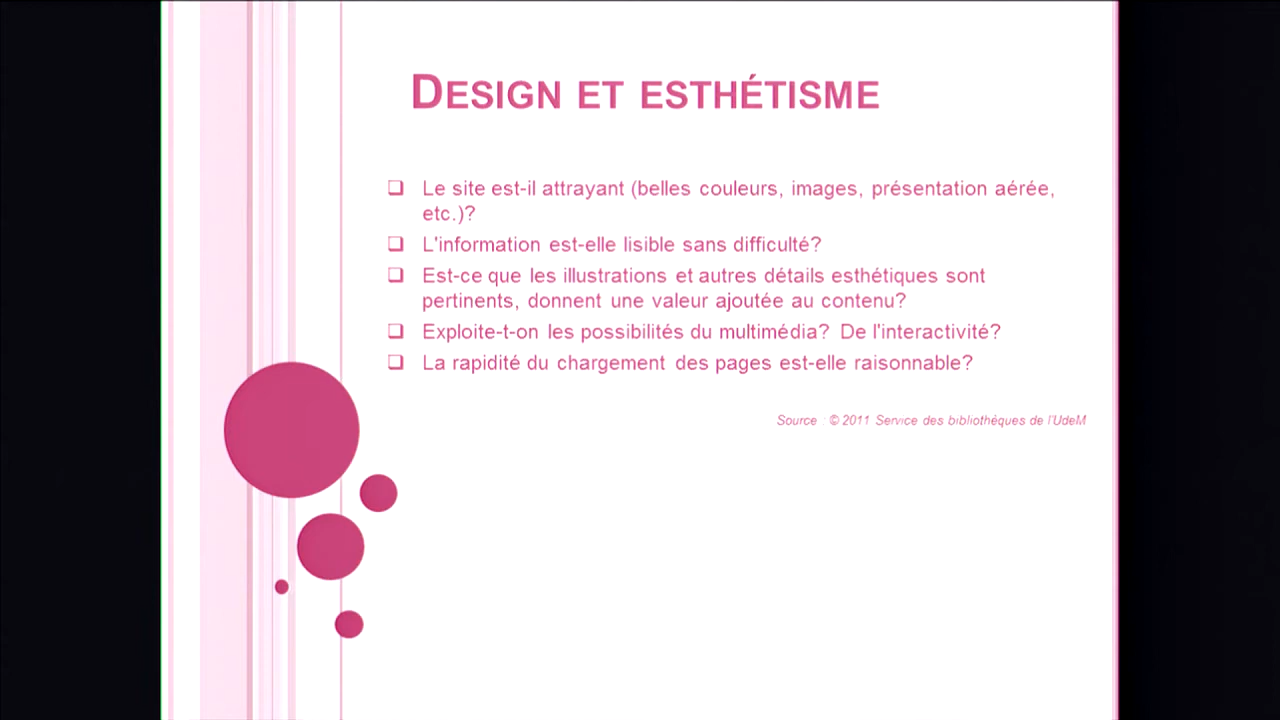 DESIGN ET ESTHÉTISME
❑ Le site est-il attrayant (belles couleurs, images, présentation aérée,
etc.)?
❑ L'information est-elle lisible sans difficulté?
❑ Est-ce que les illustrations et autres détails esthétiques sont
pertinents, donnent une valeur ajoutée au contenu?
❑ Exploite-t-on les possibilités du multimédia? De l'interactivité?
❑ La rapidité du chargement des pages est-elle raisonnable?
Source : © 2011 Service des bibliothèques de l'UdeM